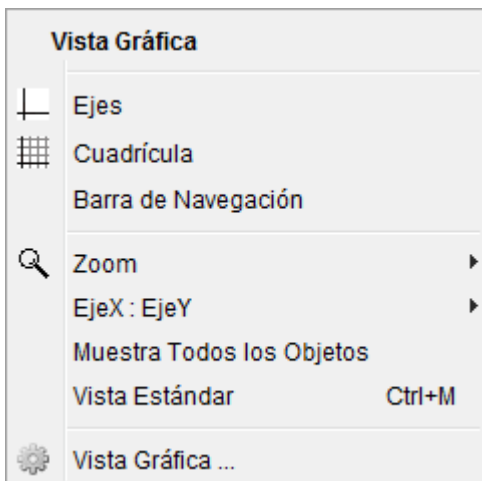 Vista Gráfica
Ejes
Cuadrícula
Barra de Navegación
Zoom
EjeX : EjeY
Muestra Todos los Objetos
Vista Estándar Ctrl+M
Vista Gráfica ...